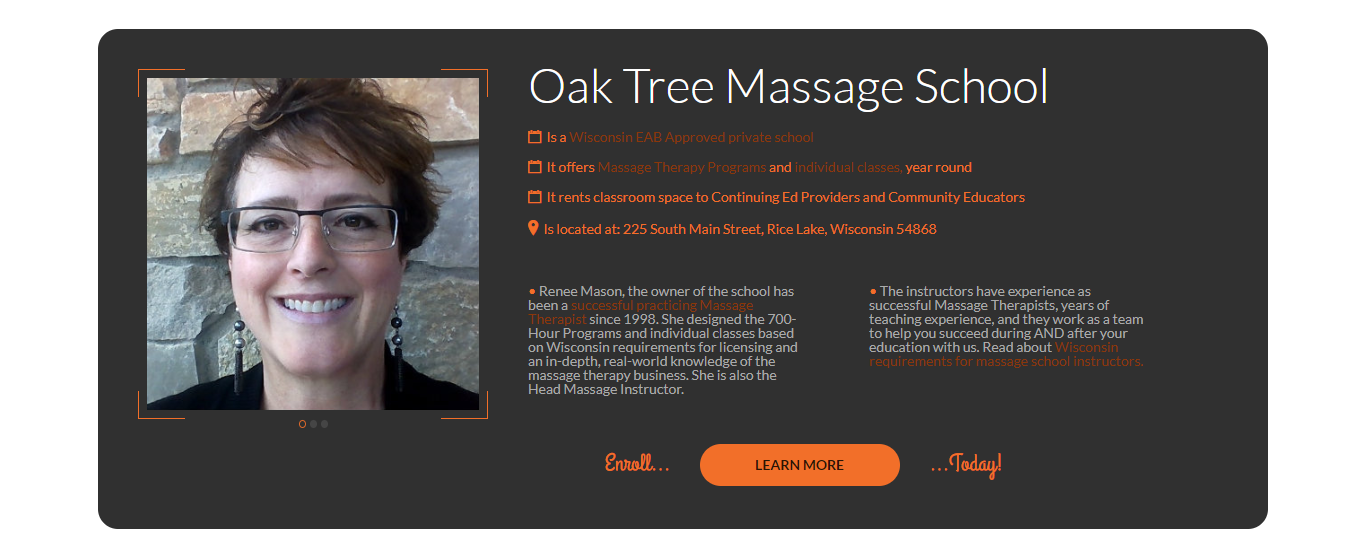 Oak Tree Massage School
Is a Wisconsin EAB Approved private school
It offers Massage Therapy Programs and individual classes, year round
It rents classroom space to Continuing Ed Providers and Community Educators
Is located at: 225 South Main Street, Rice Lake, Wisconsin 54868
• Renee Mason, the owner of the school has
been a successful practicing Massage
Therapist since 1998. She designed the 700-
Hour Programs and individual classes based
on Wisconsin requirements for licensing and
an in-depth, real-world knowledge of the
massage therapy business. She is also the
Head Massage Instructor.
• The instructors have experience as
successful Massage Therapists, years of
teaching experience, and they work as a team
to help you succeed during AND after your
education with us. Read about Wisconsin
requirements for massage school instructors.
Enroll... LEARN MORE ...Today!